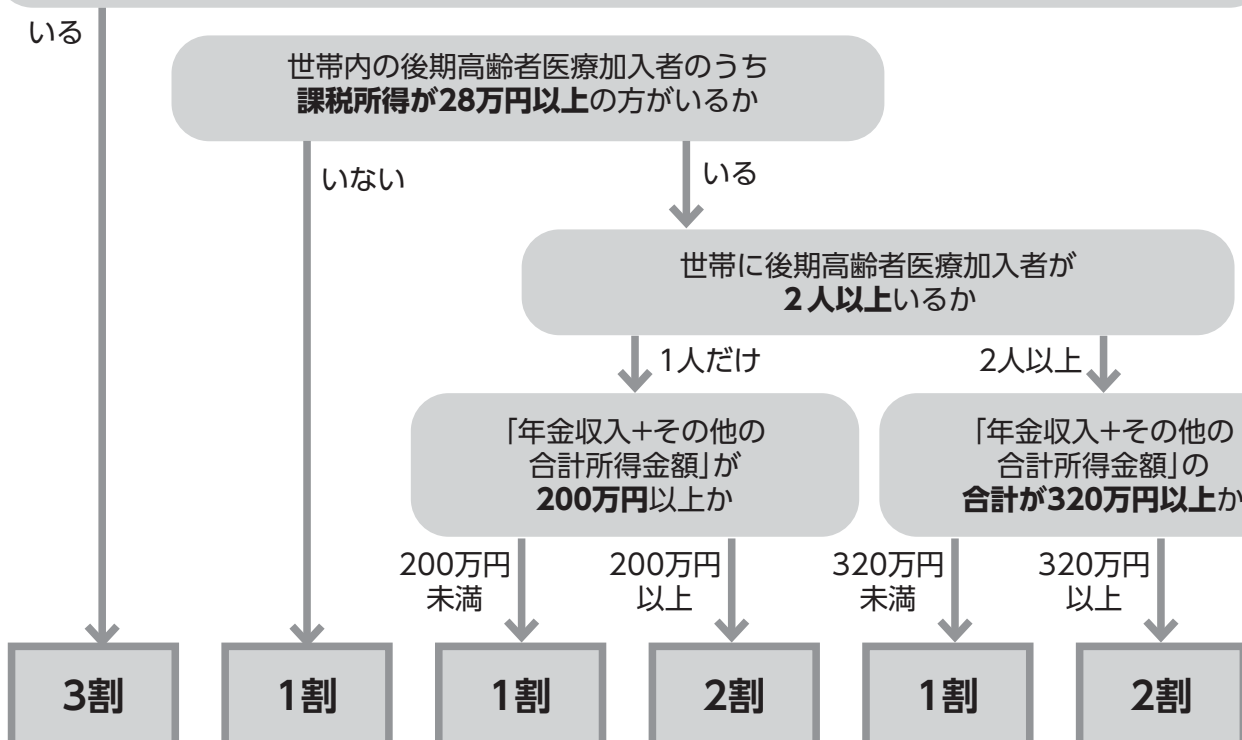 いる
世帯内の後期高齢者医療加入者のうち
課税所得が28万円以上の方がいるか
いない
いる
世帯に後期高齢者医療加入者が
2人以上いるか
1人だけ
2人以上
「年金収入+その他の
合計所得金額」が
200万円以上か
「年金収入+その他の
合計所得金額」の
合計が320万円以上か
200万円
未満
200万円
以上
320万円
未満
320万円
以上
3割
1割
1割
2割
1割
2割